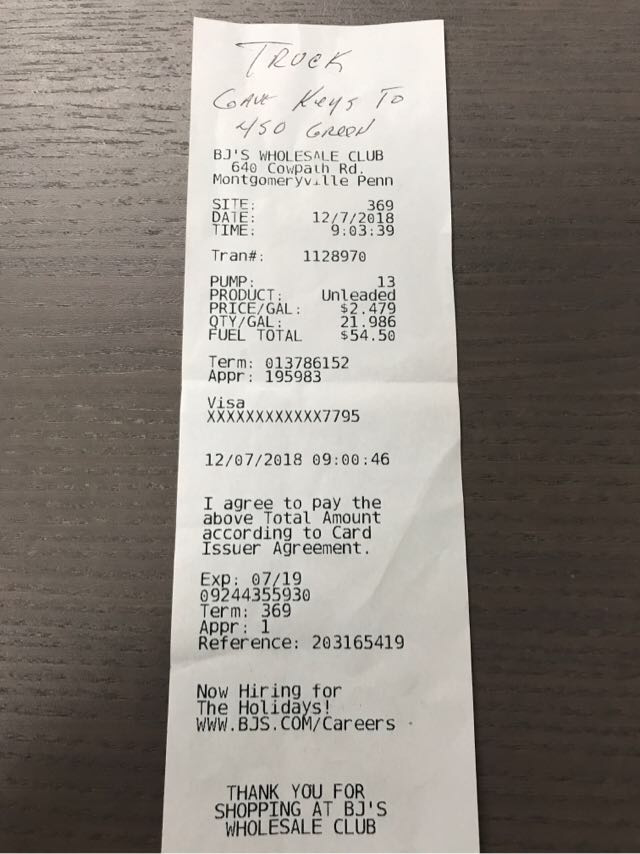 TRUCK
GAVE KEYS TO
450 GREEN
BJ'S WHOLESALE CLUB
640 Cowpath Rd.
Montgomeryville Penn
SITE: 369
DATE: 12/7/2018
TIME: 9:03:39
Tran#: 1128970
PUMP: 13
PRODUCT: Unleaded
PRICE/GAL: $2.479
QTY/GAL: 21.986
FUEL TOTAL $54.50
Term: 013786152
Appr: 195983
Visa
XXXXXXXXXXXX7795
12/07/2018 09:00:46
I agree to pay the
above Total Amount
according to Card
Issuer Agreement.
Exp: 07/19
09244355930
Term: 369
Appr: 1
Reference: 203165419
Now Hiring for
The Holidays!
WWW.BJS.COM/Careers
THANK YOU FOR
SHOPPING AT BJ'S
WHOLESALE CLUB